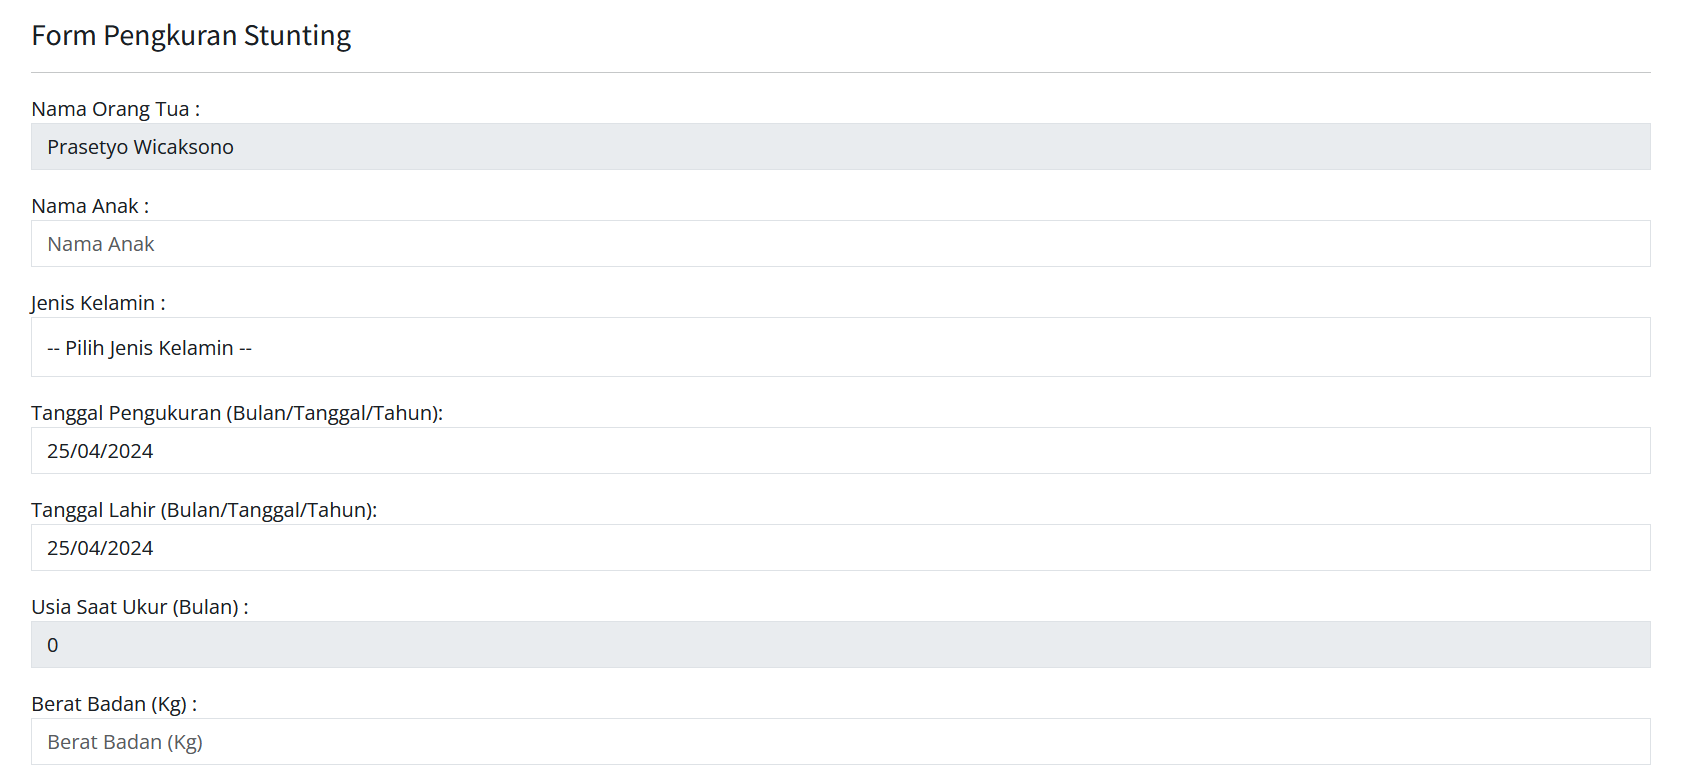 Form Pengkuran Stunting
Nama Orang Tua :
Prasetyo Wicaksono
Nama Anak :
Nama Anak
Jenis Kelamin :
-- Pilih Jenis Kelamin --
Tanggal Pengukuran (Bulan/Tanggal/Tahun):
25/04/2024
Tanggal Lahir (Bulan/Tanggal/Tahun):
25/04/2024
Usia Saat Ukur (Bulan) :
0
Berat Badan (Kg) :
Berat Badan (Kg)